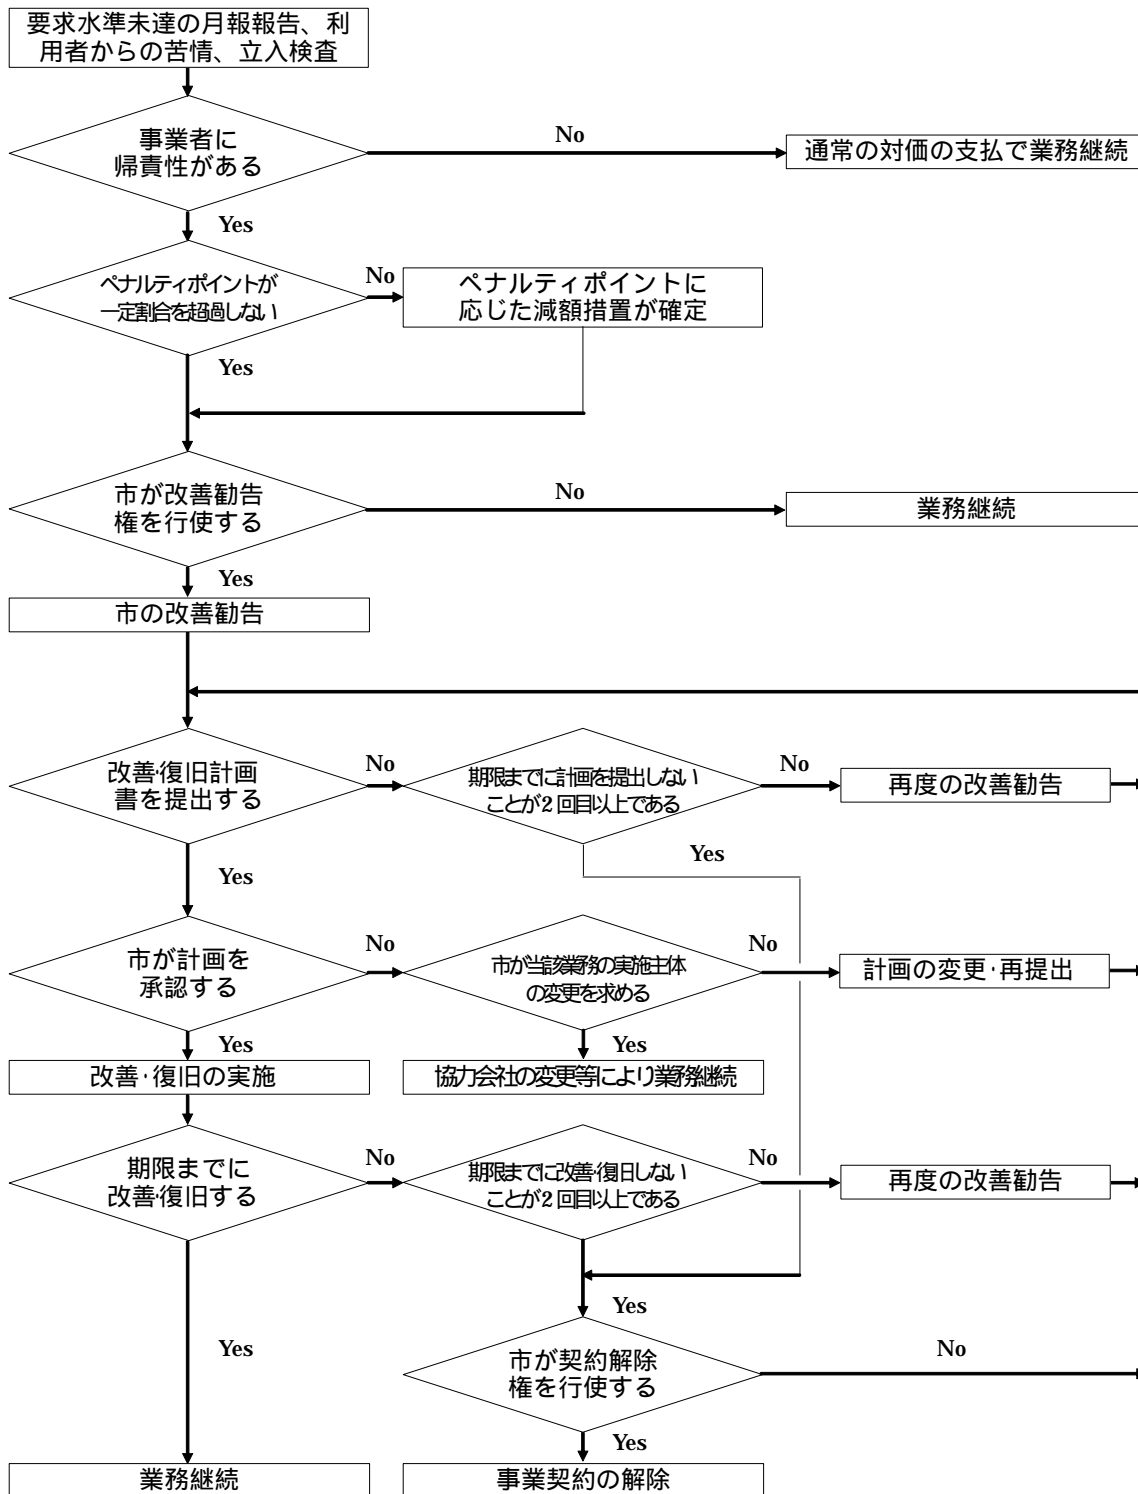 要求水準未達の月報報告、利
用者からの苦情、立入検査
事業者に
帰責性がある
No
通常の対価の支払で業務継続
Yes
ペナルティポイントが
一定割合を超過しない
No
ペナルティポイントに
応じた減額措置が確定
Yes
市が改善勧告
権を行使する
No
業務継続
Yes
市の改善勧告
改善・復旧計画
書を提出する
No
期限までに計画を提出しない
ことが2回目以上である
No
再度の改善勧告
Yes
Yes
市が計画を
承認する
No
市が当該業務の実施主体
の変更を求める
No
計画の変更・再提出
Yes
Yes
改善・復旧の実施
協力会社の変更等により業務継続
期限までに
改善・復旧する
No
期限までに改善・復旧しない
ことが2回目以上である
No
再度の改善勧告
Yes
Yes
市が契約解除
権を行使する
No
Yes
業務継続
事業契約の解除